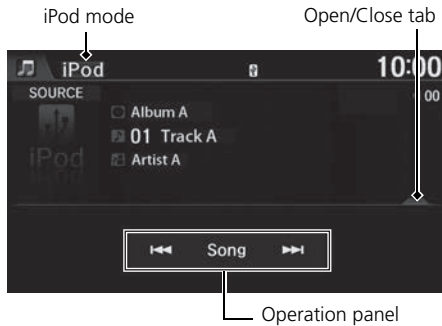 iPod mode
Open/Close tab
iPod 10:00
SOURCE 00
Album A
01 Track A
iPod Artist A
Song
Operation panel